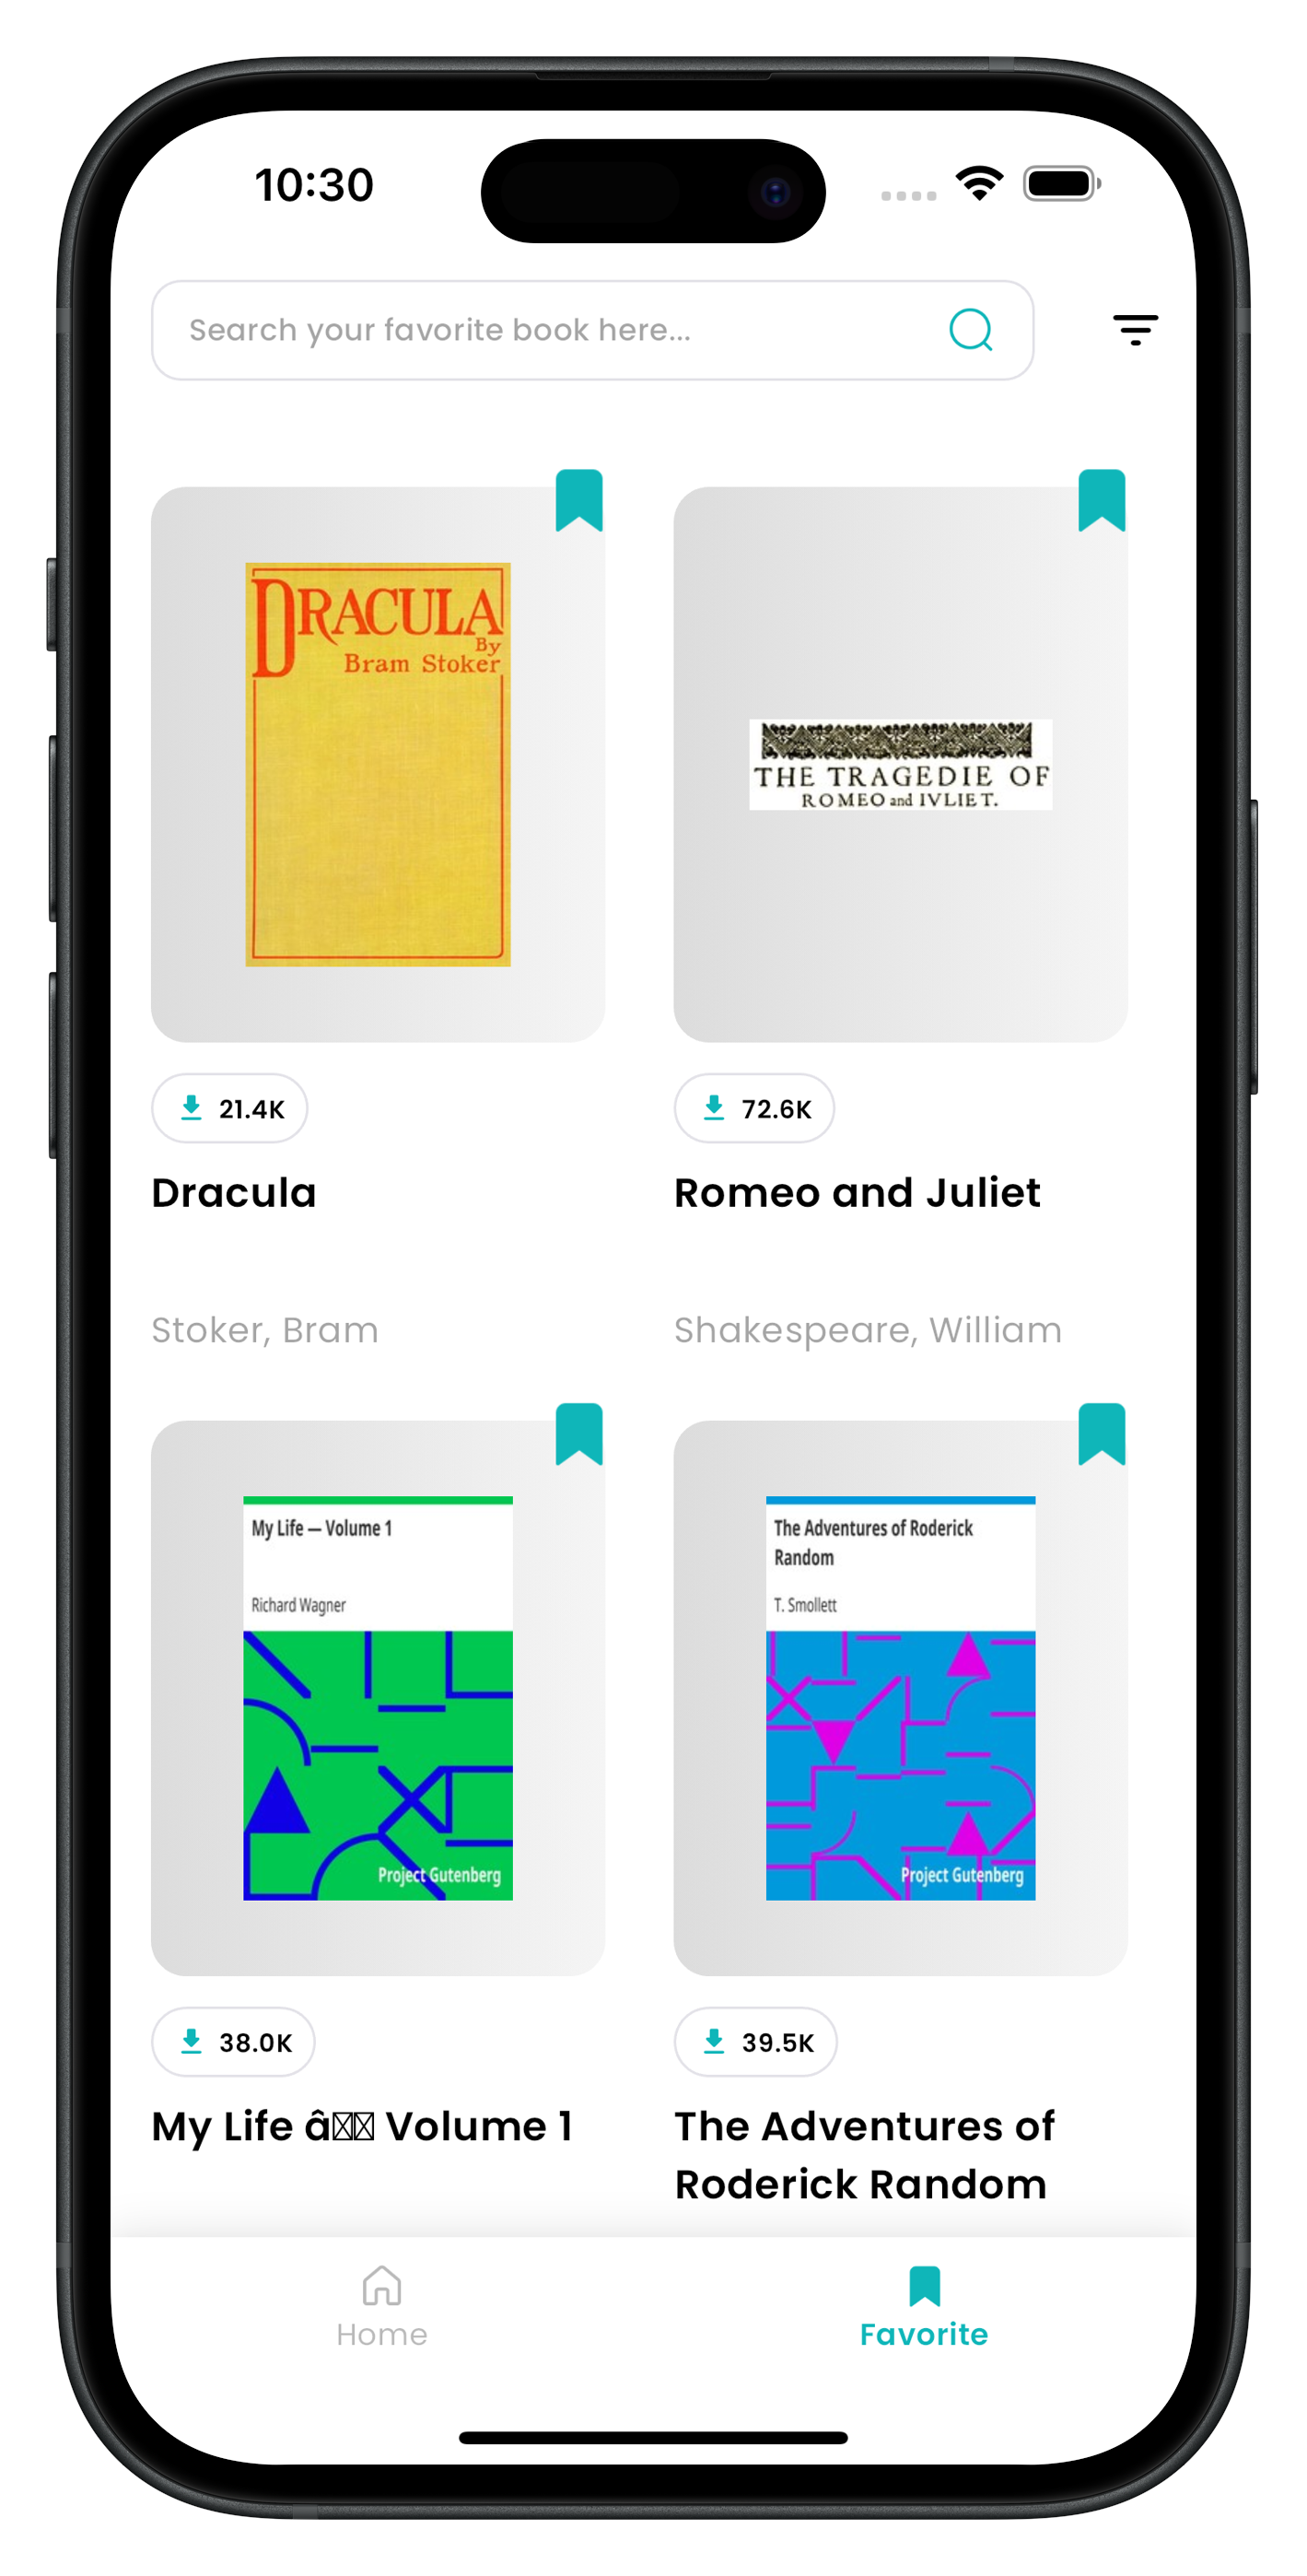 10:30
Search your favorite book here...
DRACULA
By
Bram Stoker
THE TRAGEDIE OF
ROMEO and IVLIET.
21.4K
72.6K
Dracula
Romeo and Juliet
Stoker, Bram
Shakespeare, William
My Life — Volume 1
Richard Wagner
Project Gutenberg
The Adventures of Roderick
Random
T. Smollett
Project Gutenberg
38.0K
39.5K
My Life â Volume 1
The Adventures of
Roderick Random
Home
Favorite